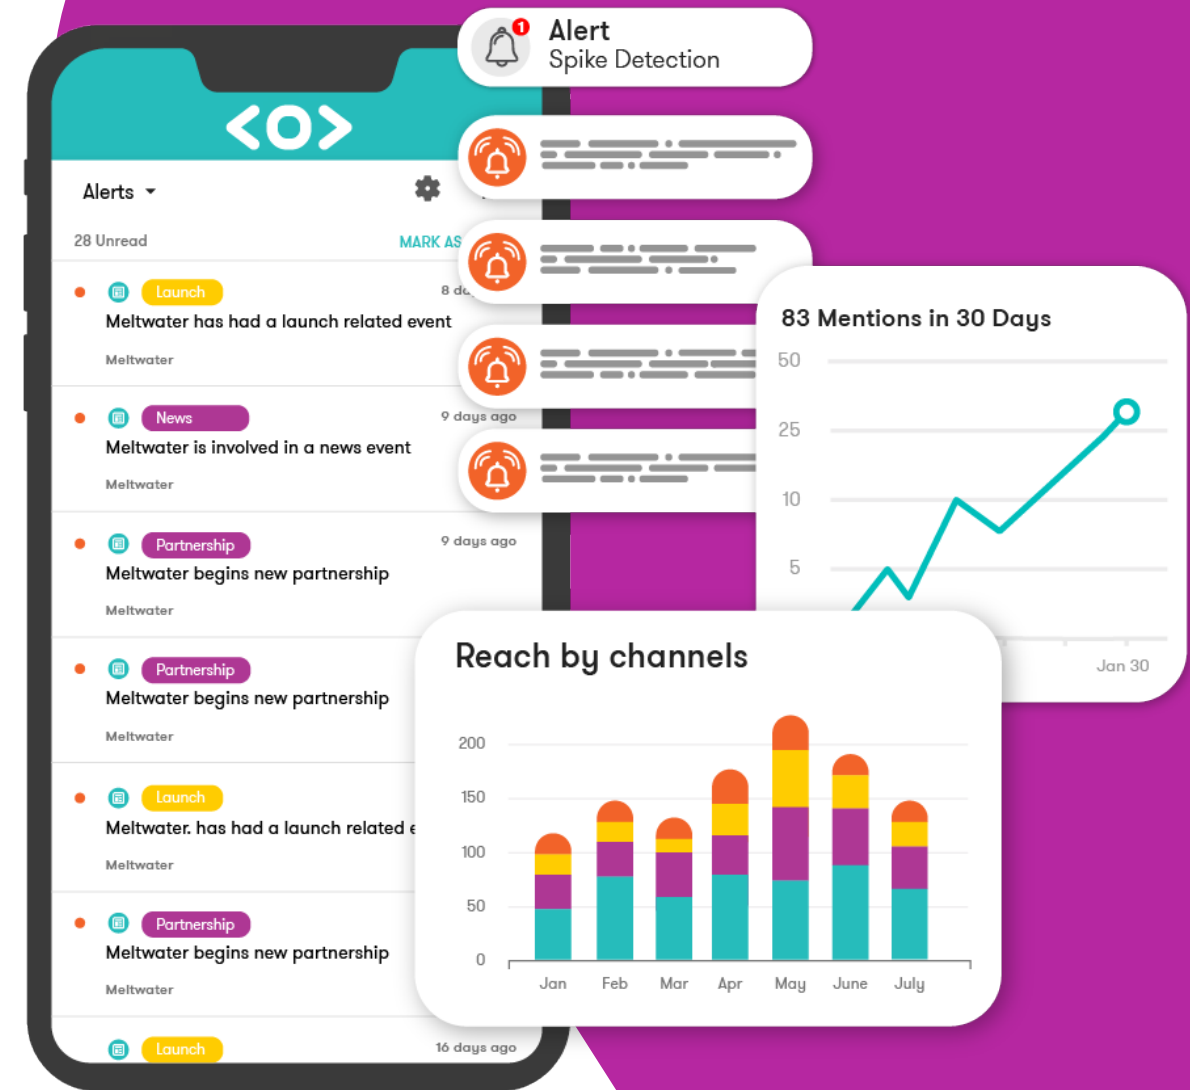 1
Alert
Spike Detection
<O>
Alerts
28 Unread
MARK AS
Launch
8
Meltwater has had a launch related event
Meltwater
News
9 days ago
Meltwater is involved in a news event
Meltwater
Partnership
9 days ago
Meltwater begins new partnership
Meltwater
Partnership
Meltwater begins new partnership
Meltwater
Launch
Meltwater. has had a launch related
Meltwater
Partnership
Meltwater begins new partnership
Meltwater
Launch
16 days ago
83 Mentions in 30 Days
50
25
10
5
Jan 30
Reach by channels
200
150
100
50
0
Jan Feb Mar Apr May June July